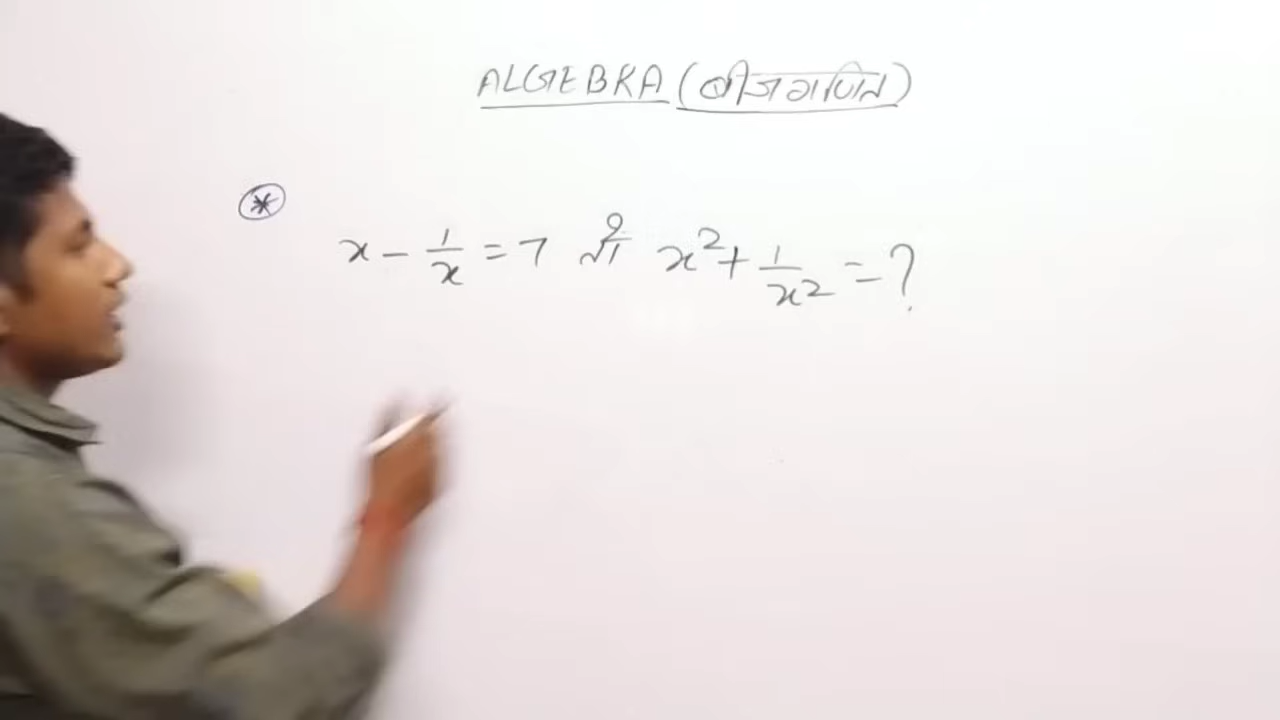 ALGEBRA (बीजगणित)
* x - 1/x = 7 तो x² + 1/x² = ?